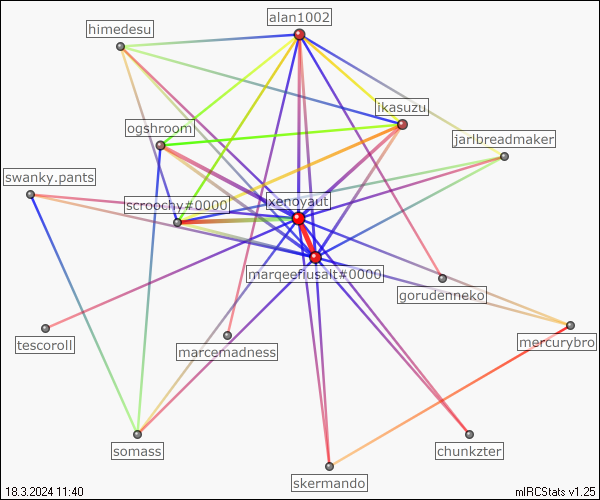 alan1002
himedesu
ikasuzu
ogshroom
jarlbreadmaker
swanky.pants
scroochy#0000
xenoyaut
marqeefiusalt#0000
gorudenneko
tescoroll
marcemadness
mercurybro
somass
chunkzter
skermando
18.3.2024 11:40
mIRCStats v1.25